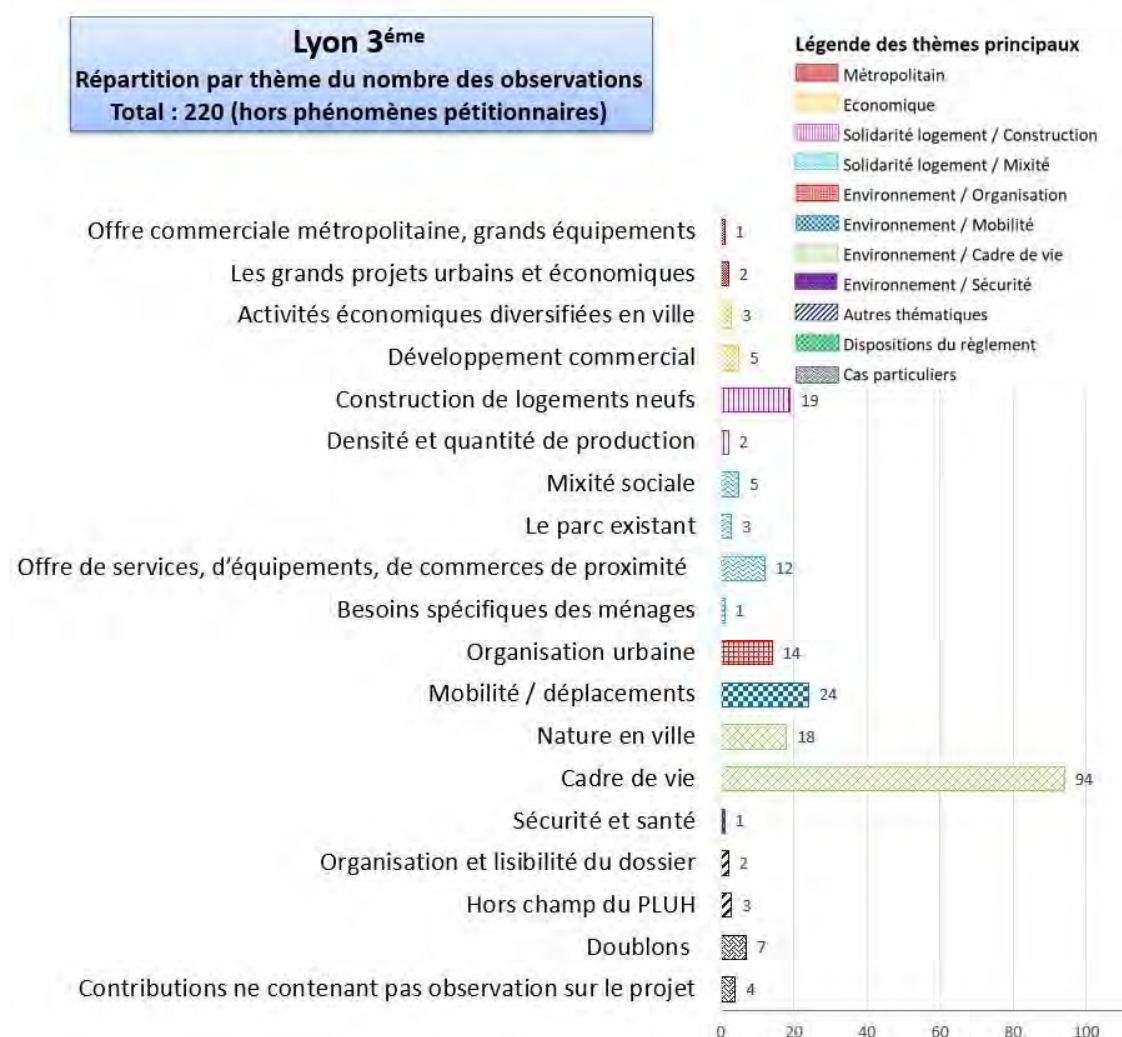 Lyon 3éme
Répartition par thème du nombre des observations
Total : 220 (hors phénomènes pétitionnaires)
Légende des thèmes principaux
Métropolitain
Economique
Solidarité logement / Construction
Solidarité logement / Mixité
Environnement / Organisation
Environnement / Mobilité
Environnement / Cadre de vie
Environnement / Sécurité
Autres thématiques
Dispositions du règlement
Cas particuliers
Offre commerciale métropolitaine, grands équipements 1
Les grands projets urbains et économiques 2
Activités économiques diversifiées en ville 3
Développement commercial 5
Construction de logements neufs 19
Densité et quantité de production 2
Mixité sociale 5
Le parc existant 3
Offre de services, d'équipements, de commerces de proximité 12
Besoins spécifiques des ménages 1
Organisation urbaine 14
Mobilité / déplacements 24
Nature en ville 18
Cadre de vie 94
Sécurité et santé 1
Organisation et lisibilité du dossier 2
Hors champ du PLUH 3
Doublons 7
Contributions ne contenant pas observation sur le projet 4
0 20 40 60 80 100